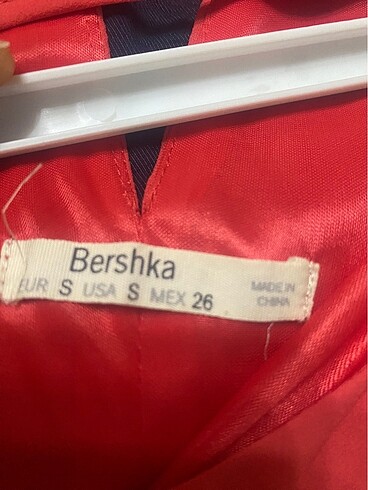 Bershka
EUR S USA S MEX 26
MADE IN
CHINA